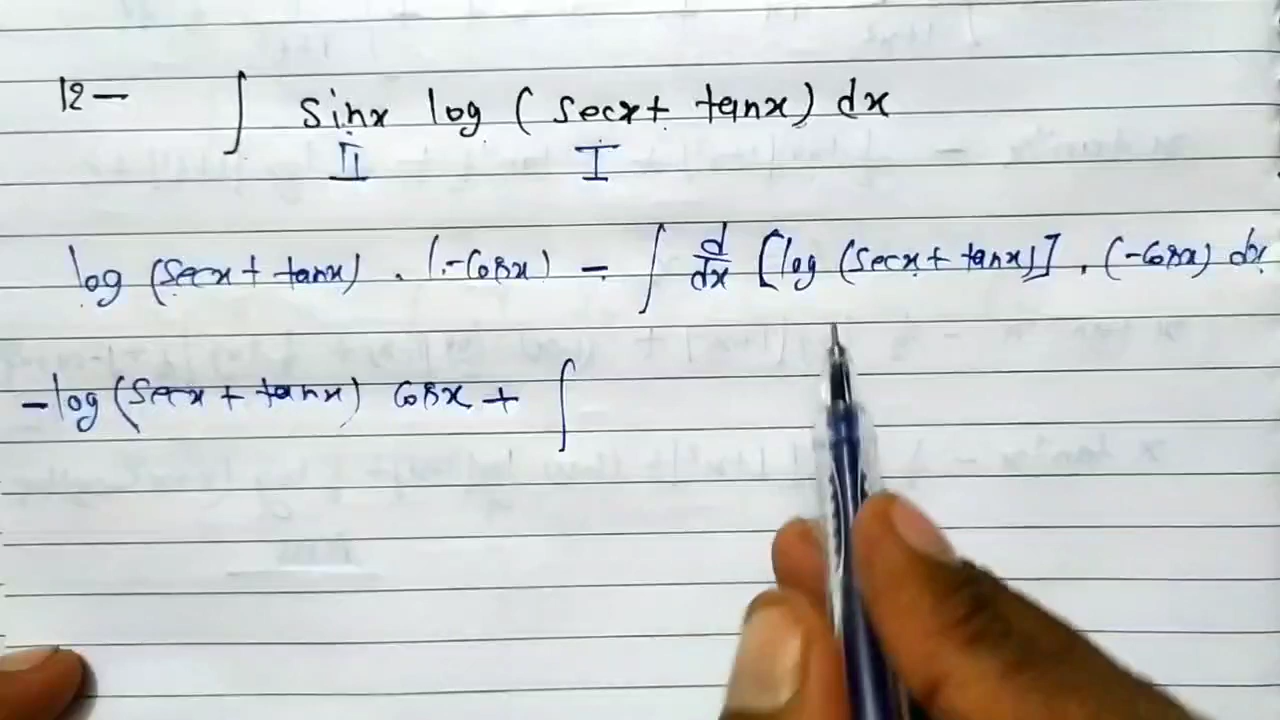 12- ∫ sinx log (secx + tanx) dx
II I
log (secx + tanx) . (-cosx) - ∫ d/dx [log (secx + tanx)] . (-cosx) dx
-log (secx + tanx) cosx + ∫